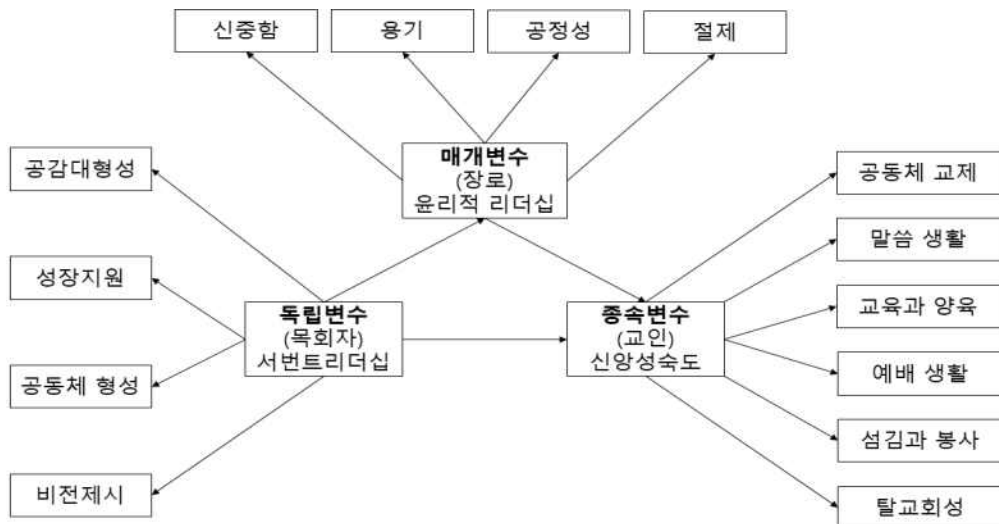 신중함
용기
공정성
절제
매개변수
(장로)
윤리적 리더십
공감대형성
성장지원
공동체 형성
비전제시
독립변수
(목회자)
서번트리더십
종속변수
(교인)
신앙성숙도
공동체 교제
말씀 생활
교육과 양육
예배 생활
섬김과 봉사
탈교회성